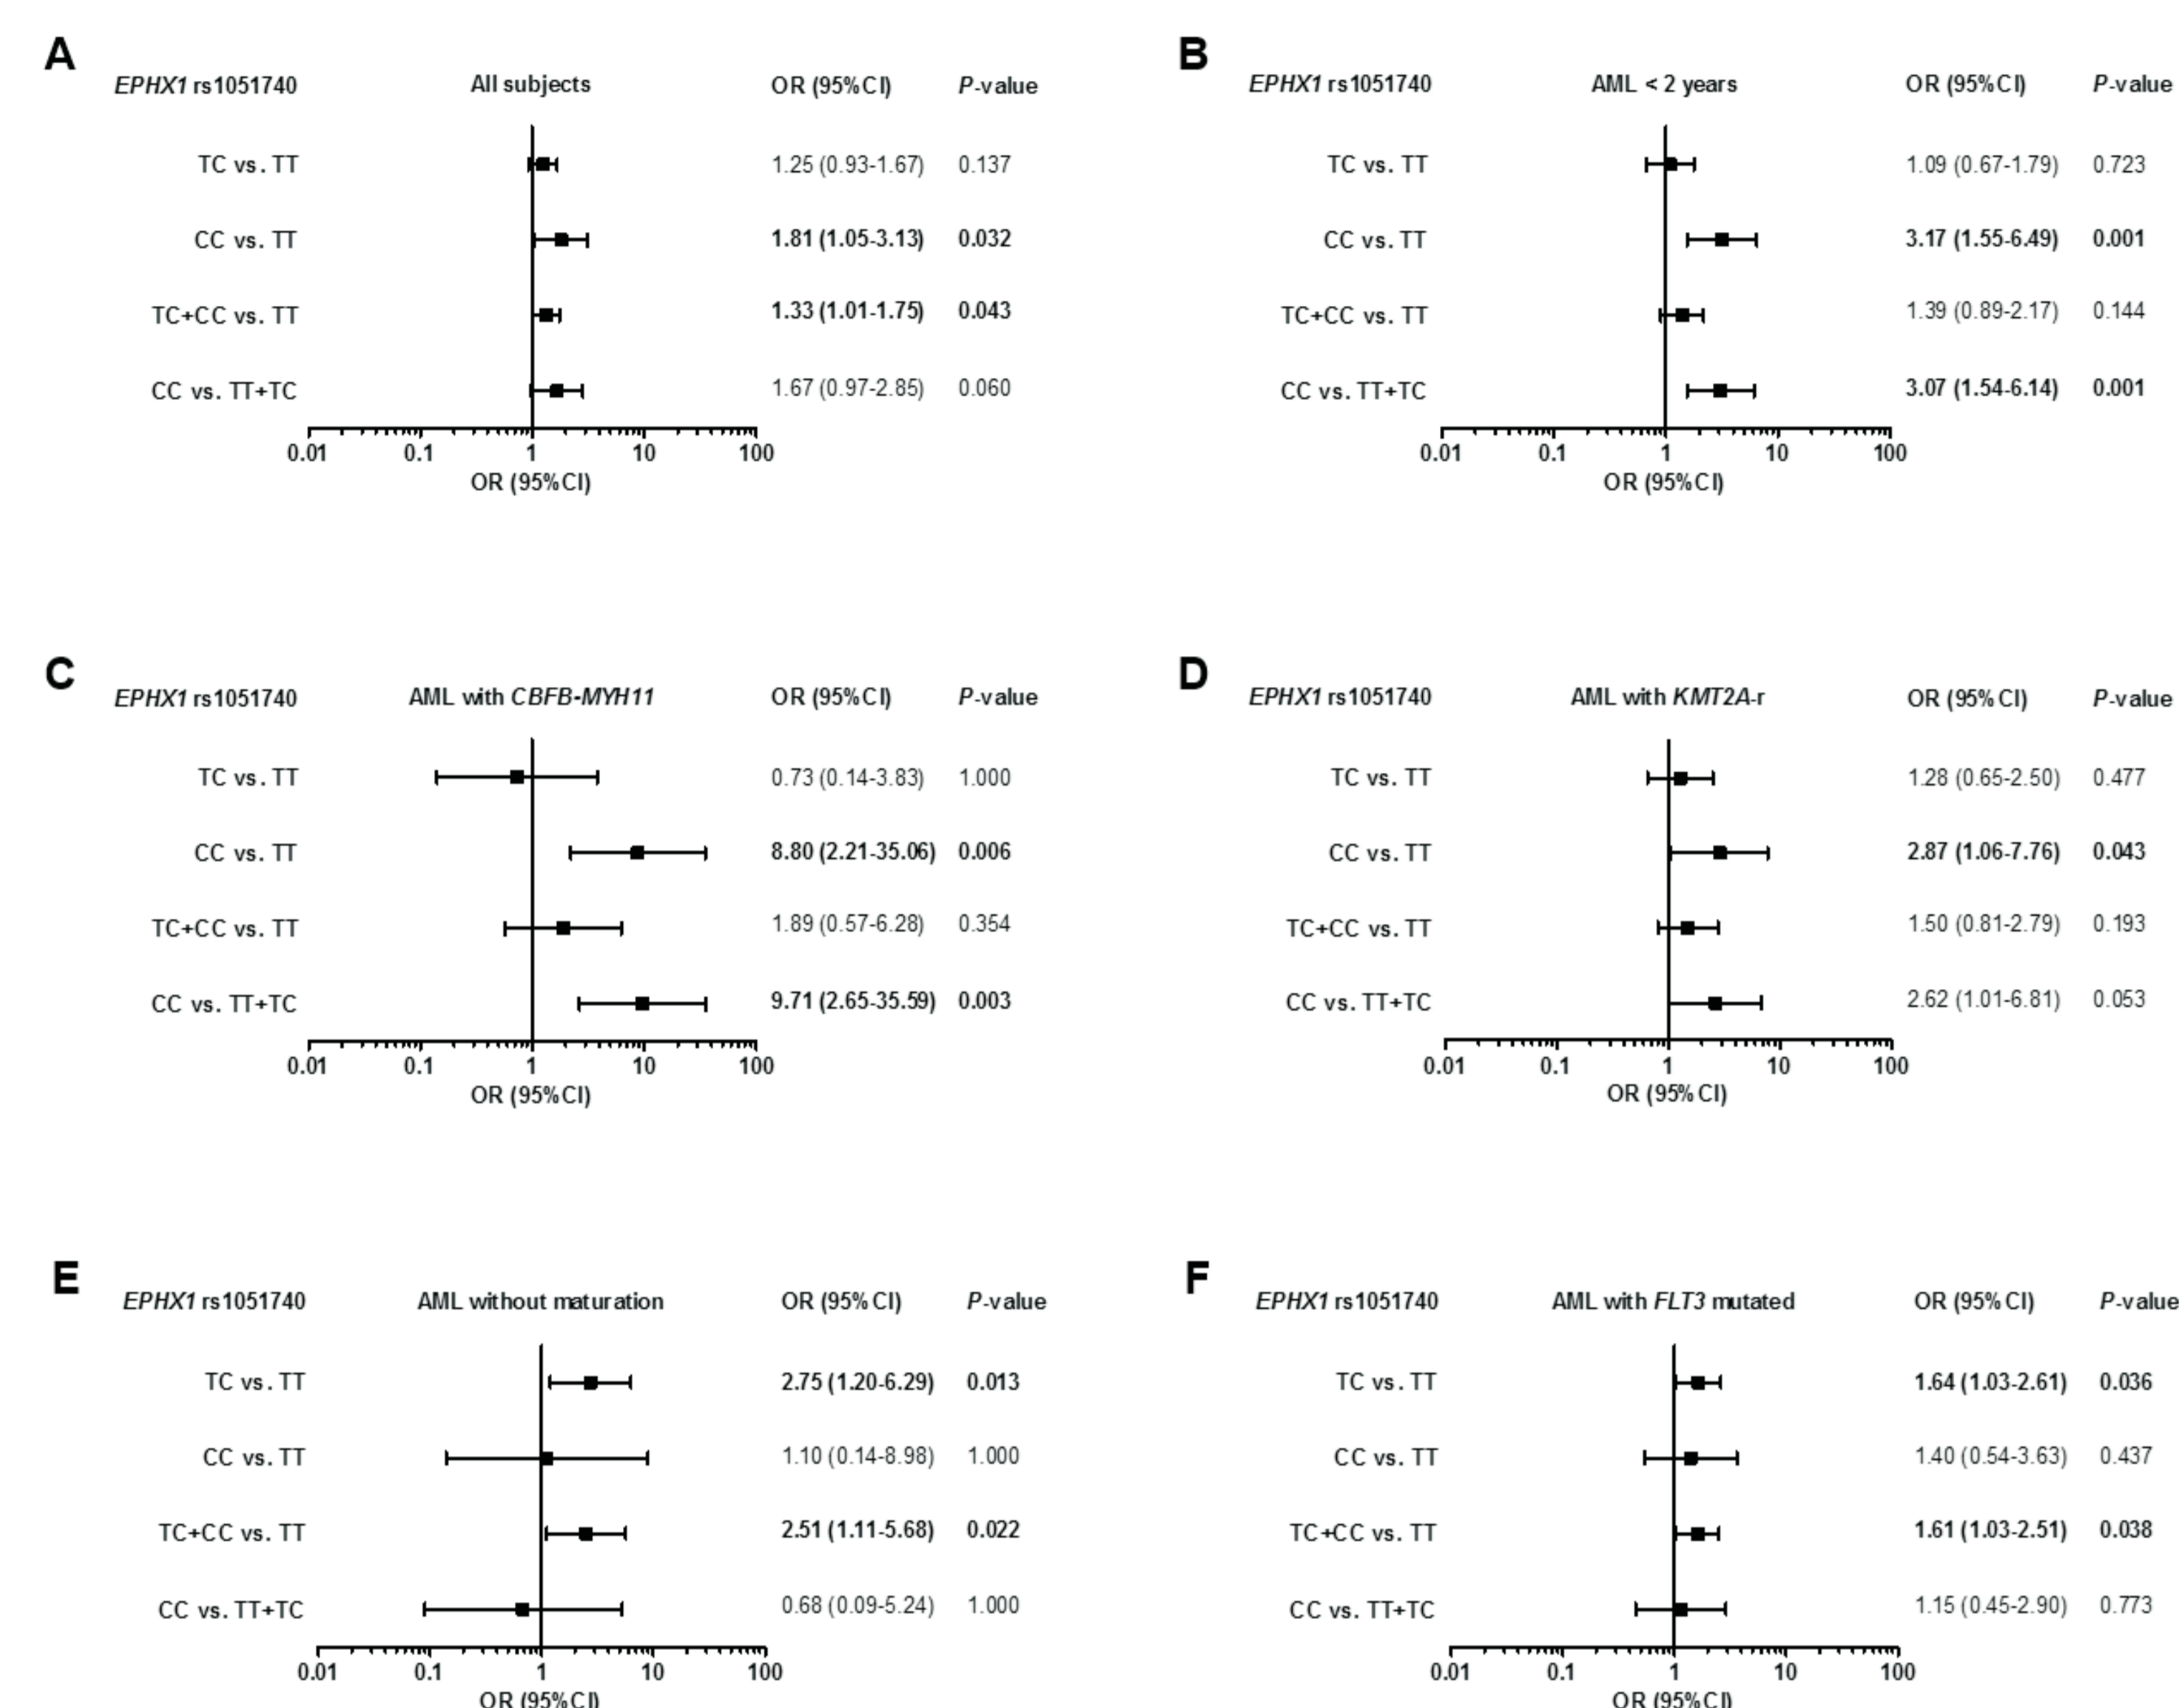 A
EPHX1 rs1051740 All subjects OR (95%CI) P-value
TC vs. TT 1.25 (0.93-1.67) 0.137
CC vs. TT 1.81 (1.05-3.13) 0.032
TC+CC vs. TT 1.33 (1.01-1.75) 0.043
CC vs. TT+TC 1.67 (0.97-2.85) 0.060
0.01 0.1 1 10 100
OR (95%CI)
B
EPHX1 rs1051740 AML < 2 years OR (95%CI) P-value
TC vs. TT 1.09 (0.67-1.79) 0.723
CC vs. TT 3.17 (1.55-6.49) 0.001
TC+CC vs. TT 1.39 (0.89-2.17) 0.144
CC vs. TT+TC 3.07 (1.54-6.14) 0.001
0.01 0.1 1 10 100
OR (95%CI)
C
EPHX1 rs1051740 AML with CBFB-MYH11 OR (95%CI) P-value
TC vs. TT 0.73 (0.14-3.83) 1.000
CC vs. TT 8.80 (2.21-35.06) 0.006
TC+CC vs. TT 1.89 (0.57-6.28) 0.354
CC vs. TT+TC 9.71 (2.65-35.59) 0.003
0.01 0.1 1 10 100
OR (95%CI)
D
EPHX1 rs1051740 AML with KMT2A-r OR (95%CI) P-value
TC vs. TT 1.28 (0.65-2.50) 0.477
CC vs. TT 2.87 (1.06-7.76) 0.043
TC+CC vs. TT 1.50 (0.81-2.79) 0.193
CC vs. TT+TC 2.62 (1.01-6.81) 0.053
0.01 0.1 1 10 100
OR (95%CI)
E
EPHX1 rs1051740 AML without maturation OR (95%CI) P-value
TC vs. TT 2.75 (1.20-6.29) 0.013
CC vs. TT 1.10 (0.14-8.98) 1.000
TC+CC vs. TT 2.51 (1.11-5.68) 0.022
CC vs. TT+TC 0.68 (0.09-5.24) 1.000
0.01 0.1 1 10 100
OR (95%CI)
F
EPHX1 rs1051740 AML with FLT3 mutated OR (95%CI) P-value
TC vs. TT 1.64 (1.03-2.61) 0.036
CC vs. TT 1.40 (0.54-3.63) 0.437
TC+CC vs. TT 1.61 (1.03-2.51) 0.038
CC vs. TT+TC 1.15 (0.45-2.90) 0.773
0.01 0.1 1 10 100
OR (95%CI)